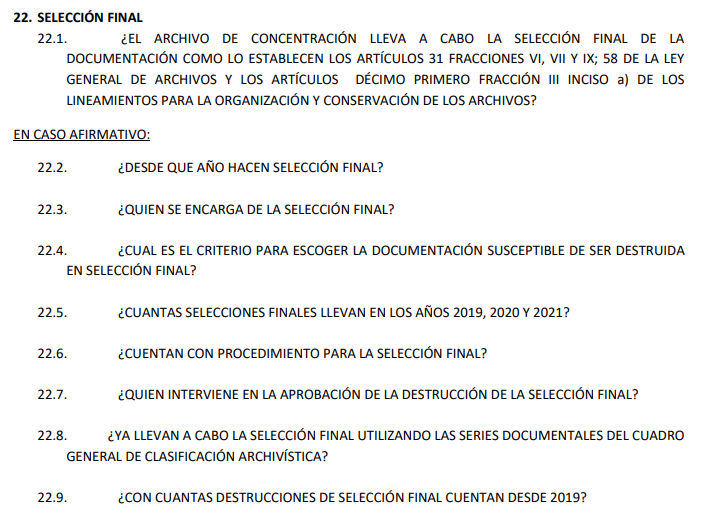 22. SELECCIÓN FINAL
22.1. ¿EL ARCHIVO DE CONCENTRACIÓN LLEVA A CABO LA SELECCIÓN FINAL DE LA
DOCUMENTACIÓN COMO LO ESTABLECEN LOS ARTÍCULOS 31 FRACCIONES VI, VII Y IX; 58 DE LA LEY
GENERAL DE ARCHIVOS Y LOS ARTÍCULOS DÉCIMO PRIMERO FRACCIÓN III INCISO a) DE LOS
LINEAMIENTOS PARA LA ORGANIZACIÓN Y CONSERVACIÓN DE LOS ARCHIVOS?
EN CASO AFIRMATIVO:
22.2. ¿DESDE QUE AÑO HACEN SELECCIÓN FINAL?
22.3. ¿QUIEN SE ENCARGA DE LA SELECCIÓN FINAL?
22.4. ¿CUAL ES EL CRITERIO PARA ESCOGER LA DOCUMENTACIÓN SUSCEPTIBLE DE SER DESTRUIDA
EN SELECCIÓN FINAL?
22.5. ¿CUANTAS SELECCIONES FINALES LLEVAN EN LOS AÑOS 2019, 2020 Y 2021?
22.6. ¿CUENTAN CON PROCEDIMIENTO PARA LA SELECCIÓN FINAL?
22.7. ¿QUIEN INTERVIENE EN LA APROBACIÓN DE LA DESTRUCCIÓN DE LA SELECCIÓN FINAL?
22.8. ¿YA LLEVAN A CABO LA SELECCIÓN FINAL UTILIZANDO LAS SERIES DOCUMENTALES DEL CUADRO
GENERAL DE CLASIFICACIÓN ARCHIVÍSTICA?
22.9. ¿CON CUANTAS DESTRUCCIONES DE SELECCIÓN FINAL CUENTAN DESDE 2019?